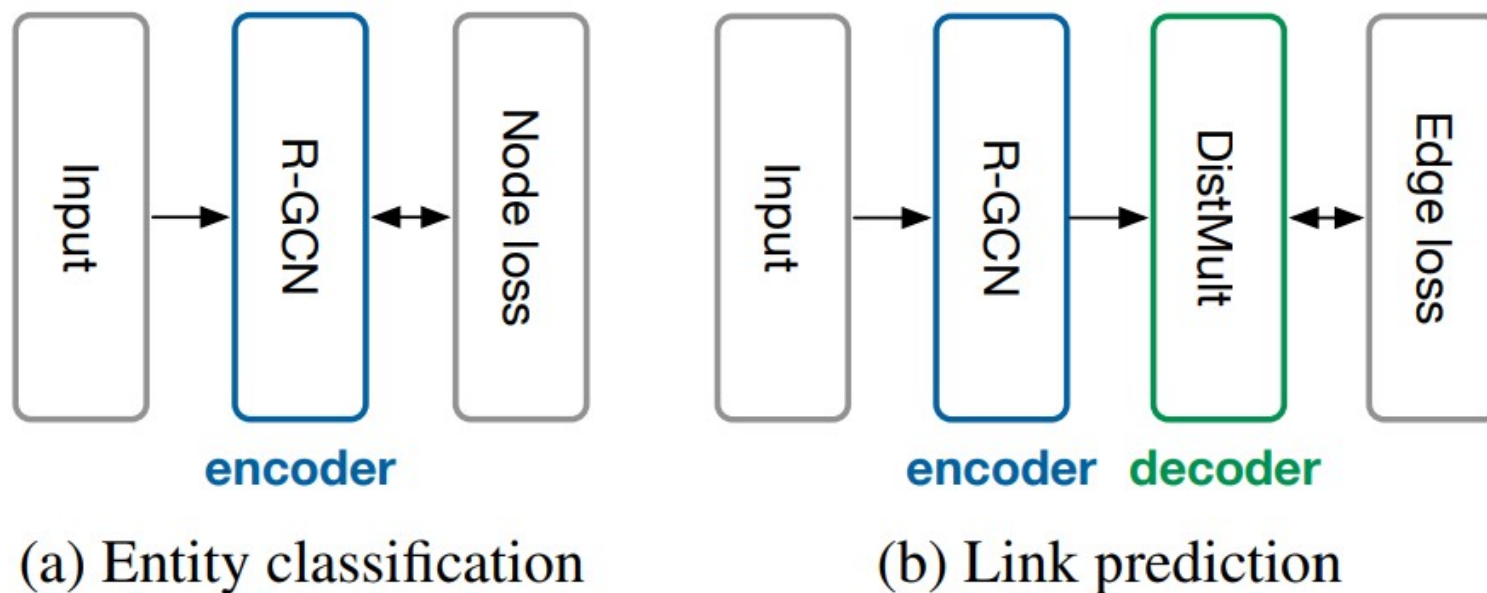 Input
R-GCN
Node loss
encoder
(a) Entity classification
Input
R-GCN
DistMult
Edge loss
encoder
decoder
(b) Link prediction